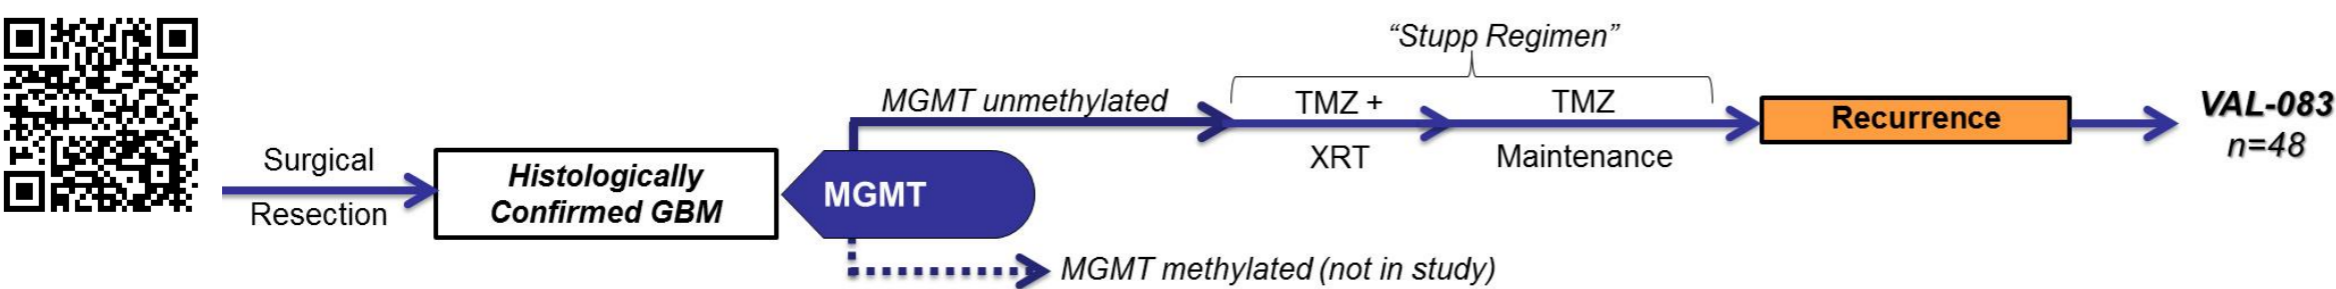 Surgical
Resection
Histologically
Confirmed GBM
MGMT
MGMT unmethylated
“Stupp Regimen”
TMZ +
XRT
TMZ
Maintenance
Recurrence
VAL-083
n=48
MGMT methylated (not in study)